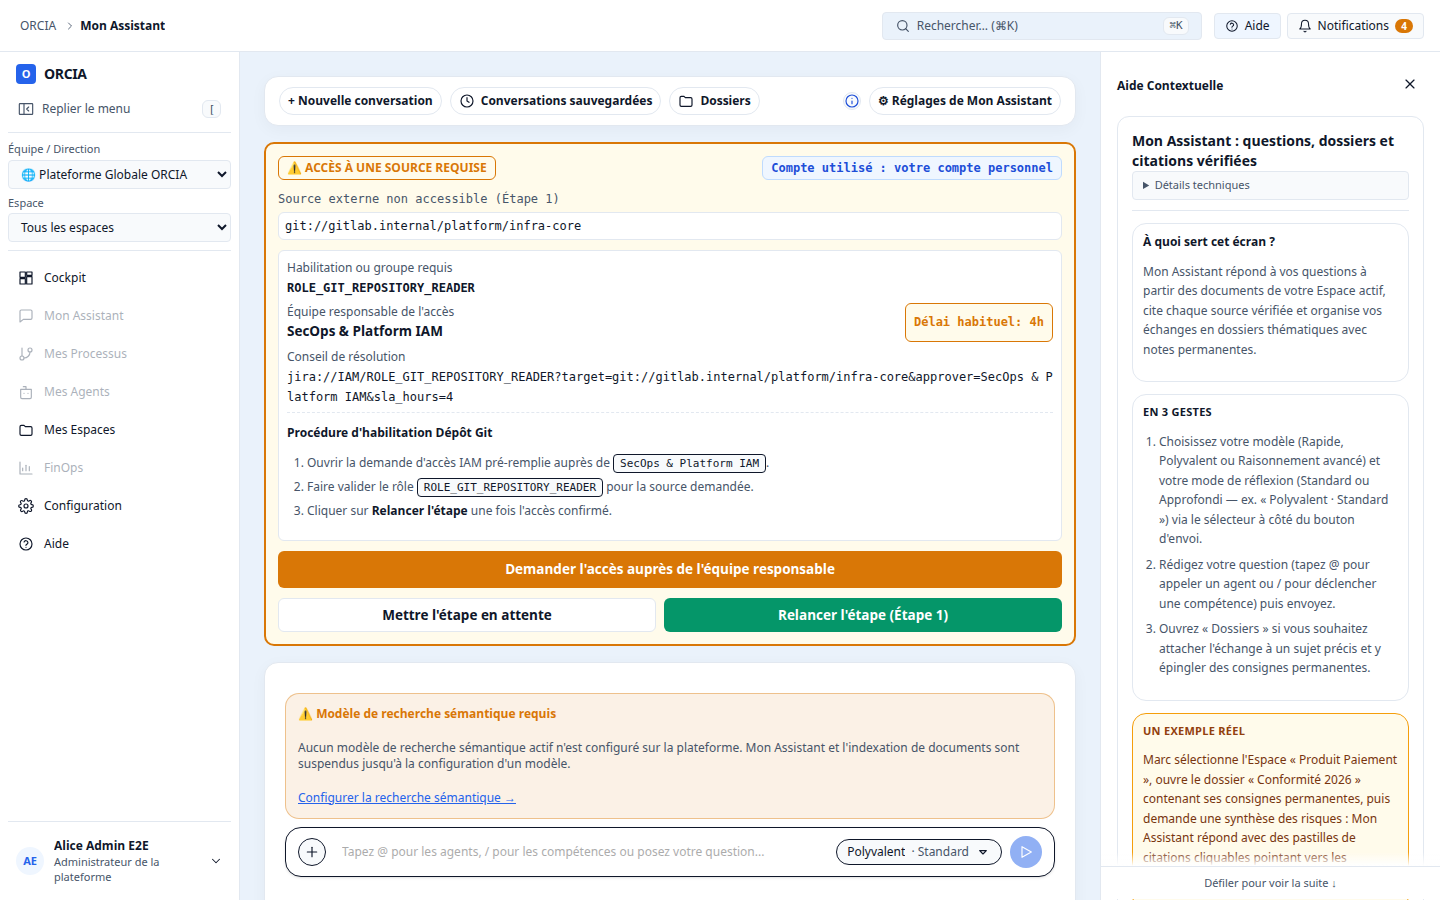 ORCIA > Mon Assistant
Rechercher... (⌘K)
⌘K
Aide
Notifications 4
O ORCIA
Replier le menu [
Équipe / Direction
🌐 Plateforme Globale ORCIA
Espace
Tous les espaces
Cockpit
Mon Assistant
Mes Processus
Mes Agents
Mes Espaces
FinOps
Configuration
Aide
AE
Alice Admin E2E
Administrateur de la
plateforme
+ Nouvelle conversation
Conversations sauvegardées
Dossiers
⚙ Réglages de Mon Assistant
⚠️ ACCÈS À UNE SOURCE REQUISE
Compte utilisé : votre compte personnel
Source externe non accessible (Étape 1)
git://gitlab.internal/platform/infra-core
Habilitation ou groupe requis
ROLE_GIT_REPOSITORY_READER
Équipe responsable de l'accès
SecOps & Platform IAM
Délai habituel: 4h
Conseil de résolution
jira://IAM/ROLE_GIT_REPOSITORY_READER?target=git://gitlab.internal/platform/infra-core&approver=SecOps & P
latform IAM&sla_hours=4
Procédure d'habilitation Dépôt Git
1. Ouvrir la demande d'accès IAM pré-remplie auprès de SecOps & Platform IAM.
2. Faire valider le rôle ROLE_GIT_REPOSITORY_READER pour la source demandée.
3. Cliquer sur Relancer l'étape une fois l'accès confirmé.
Demander l'accès auprès de l'équipe responsable
Mettre l'étape en attente
Relancer l'étape (Étape 1)
⚠️ Modèle de recherche sémantique requis
Aucun modèle de recherche sémantique actif n'est configuré sur la plateforme. Mon Assistant et l'indexation de documents sont
suspendus jusqu'à la configuration d'un modèle.
Configurer la recherche sémantique →
Tapez @ pour les agents, / pour les compétences ou posez votre question...
Polyvalent · Standard
Aide Contextuelle
Mon Assistant : questions, dossiers et
citations vérifiées
▶ Détails techniques
À quoi sert cet écran ?
Mon Assistant répond à vos questions à
partir des documents de votre Espace actif,
cite chaque source vérifiée et organise vos
échanges en dossiers thématiques avec
notes permanentes.
EN 3 GESTES
1. Choisissez votre modèle (Rapide,
Polyvalent ou Raisonnement avancé) et
votre mode de réflexion (Standard ou
Approfondi — ex. « Polyvalent · Standard
») via le sélecteur à côté du bouton
d'envoi.
2. Rédigez votre question (tapez @ pour
appeler un agent ou / pour déclencher
une compétence) puis envoyez.
3. Ouvrez « Dossiers » si vous souhaitez
attacher l'échange à un sujet précis et y
épingler des consignes permanentes.
UN EXEMPLE RÉEL
Marc sélectionne l'Espace « Produit Paiement
», ouvre le dossier « Conformité 2026 »
contenant ses consignes permanentes, puis
demande une synthèse des risques : Mon
Assistant répond avec des pastilles de
citations cliquables pointant vers les
Défiler pour voir la suite ↓